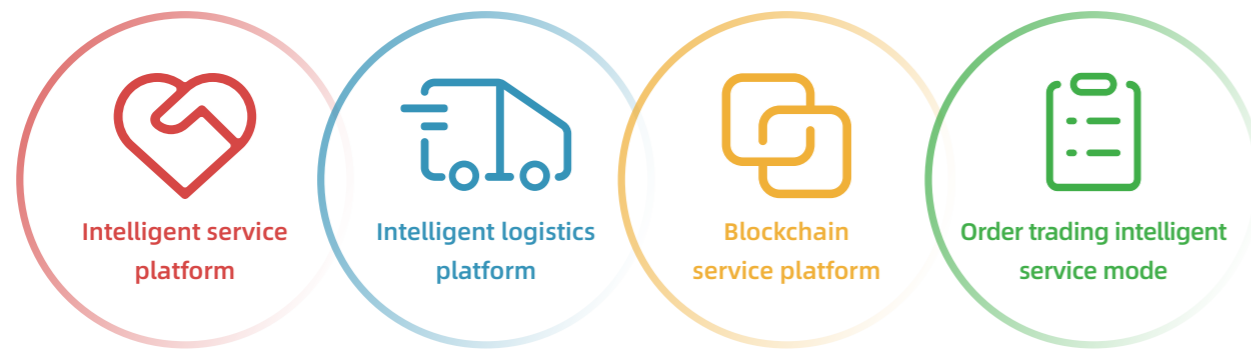 Intelligent service
platform
Intelligent logistics
platform
Blockchain
service platform
Order trading intelligent
service mode